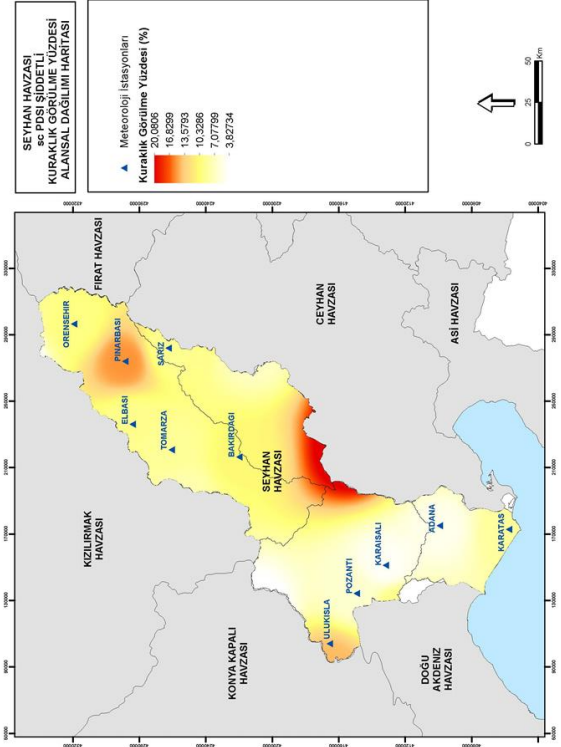 SEYHAN HAVZASI
sc PDSI ŞİDDETLİ
KURAKLIK GÖRÜLME YÜZDESİ
ALANSAL DAĞILIMI HARİTASI
Meteoroloji İstasyonları
Kuraklık Görülme Yüzdesi (%)
20,0806
16,8299
13,5793
10,3286
7,07799
3,82734
0
25
50
Km
KIZILIRMAK
HAVZASI
FIRAT HAVZASI
ORENSEHIR
PINARBASI
SARIZ
ELBASI
TOMARZA
BAKIRDAGI
SEYHAN
HAVZASI
CEYHAN
HAVZASI
ASİ HAVZASI
KONYA KAPALI
HAVZASI
ULUKISLA
POZANTI
KARAISALI
ADANA
KARATAS
DOĞU
AKDENİZ
HAVZASI